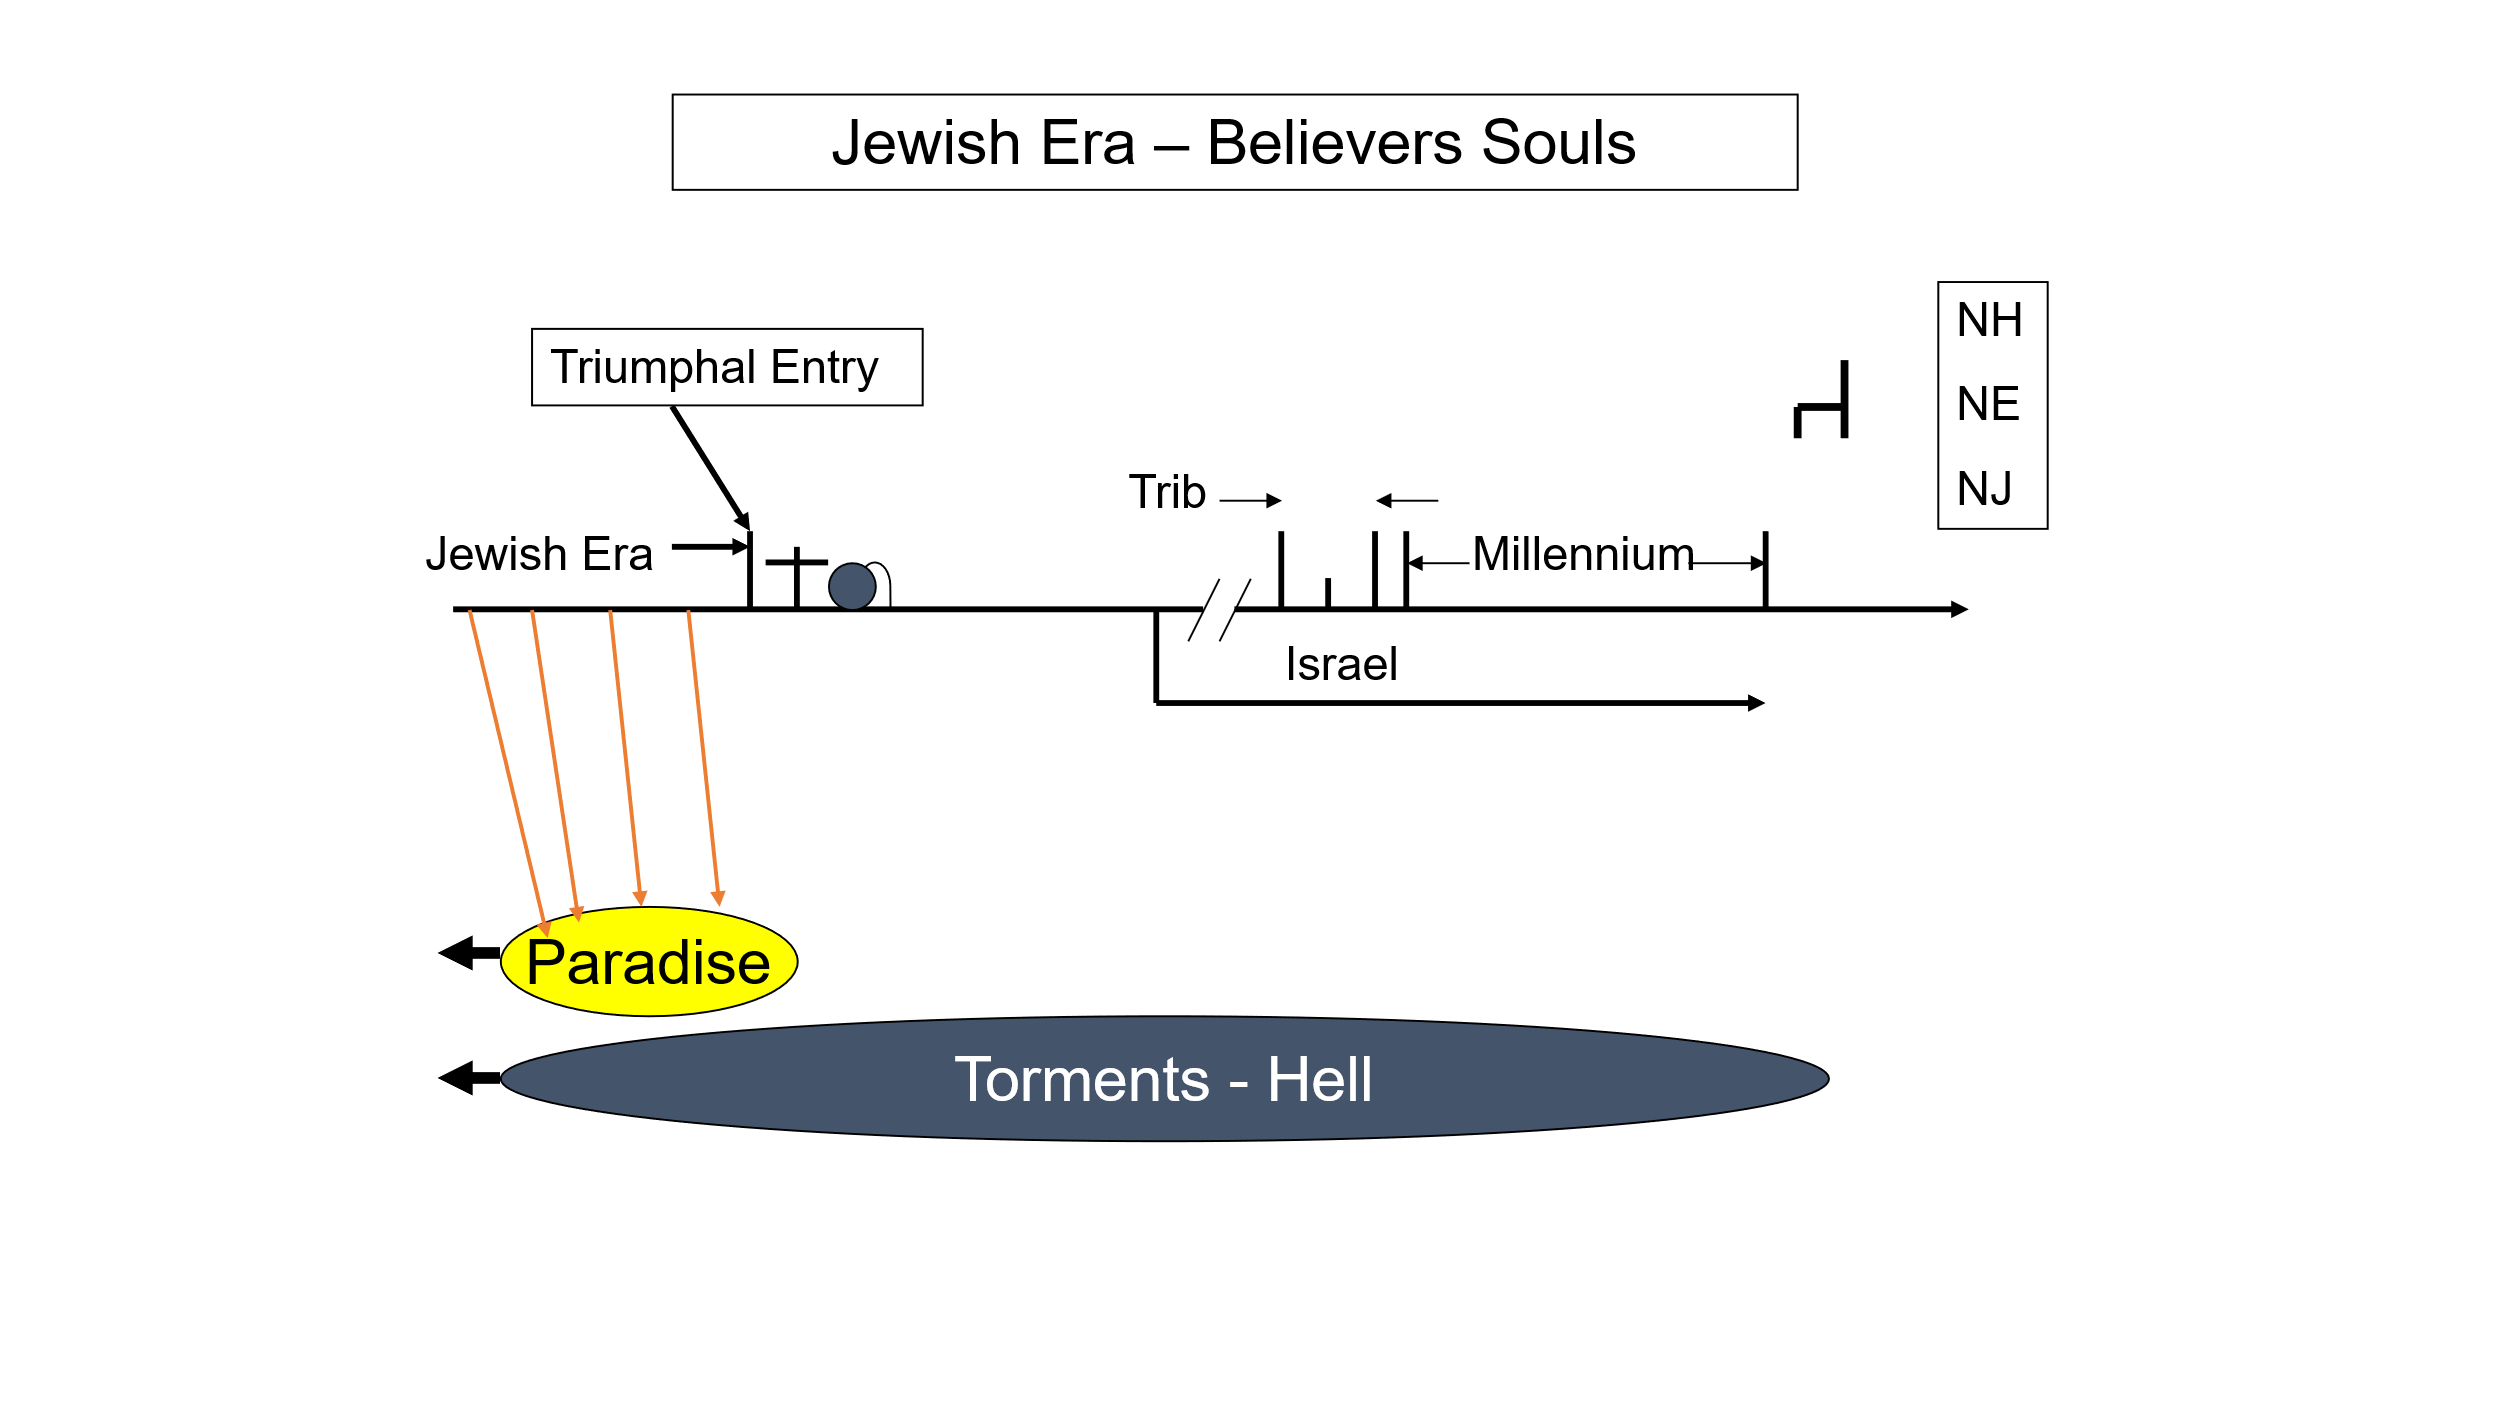 Jewish Era – Believers Souls
NH
NE
NJ
Triumphal Entry
Trib
Jewish Era
Millennium
Israel
Paradise
Torments - Hell